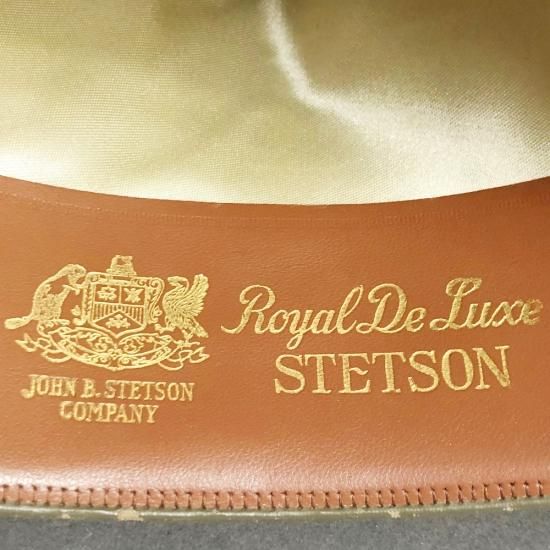 JOHN B. STETSON
COMPANY
Royal De Luxe
STETSON